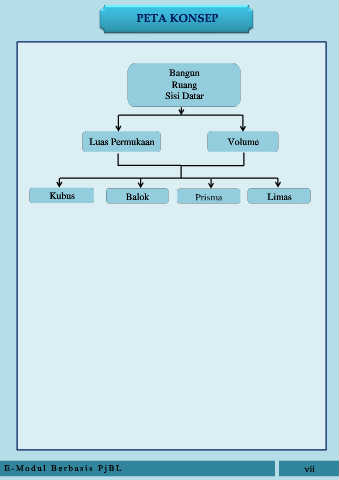 PETA KONSEP
Bangun
Ruang
Sisi Datar
Luas Permukaan
Volume
Kubus
Balok
Prisma
Limas
E-Modul Berbasis PjBL
vii